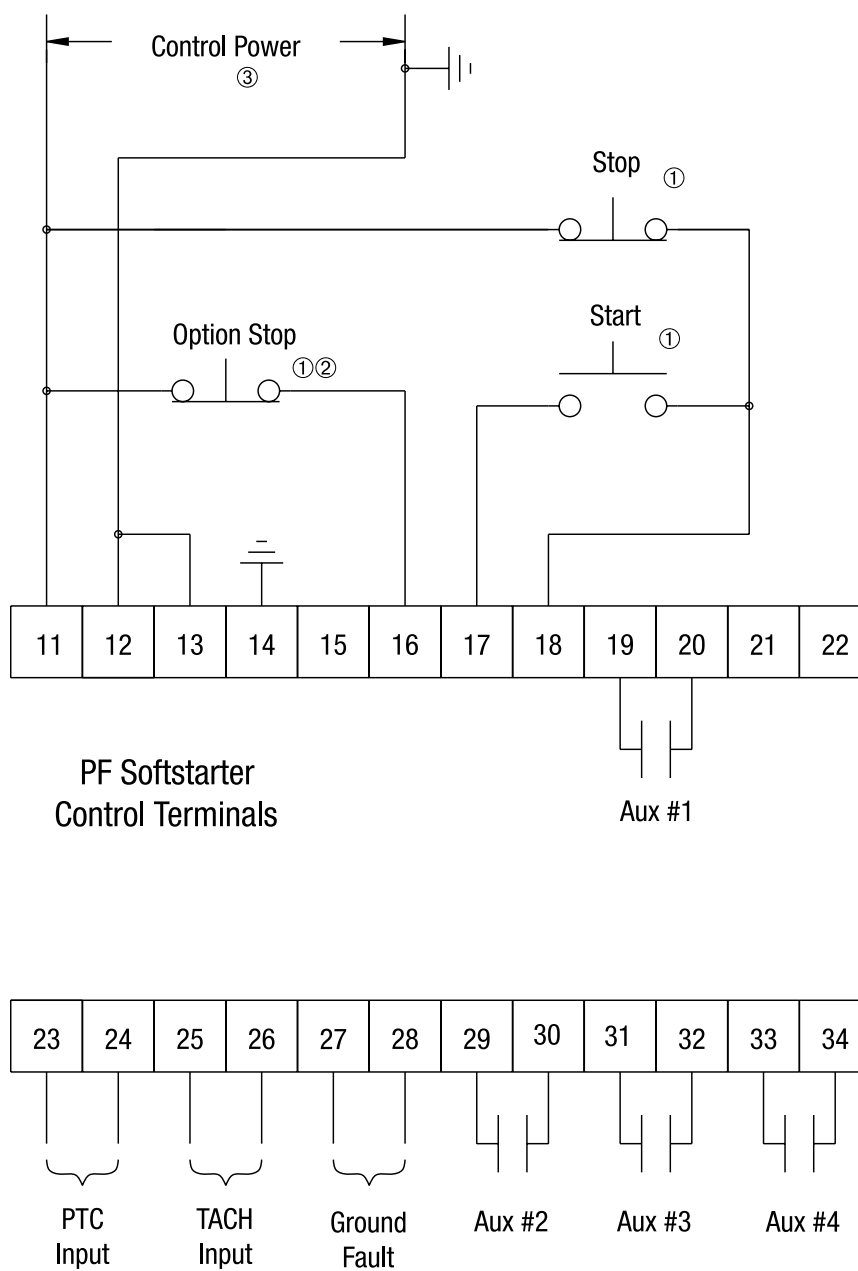 Control Power
③
Stop ①
Start ①
Option Stop
①②
11 12 13 14 15 16 17 18 19 20 21 22
PF Softstarter
Control Terminals
Aux #1
23 24 25 26 27 28 29 30 31 32 33 34
PTC
Input
TACH
Input
Ground
Fault
Aux #2
Aux #3
Aux #4